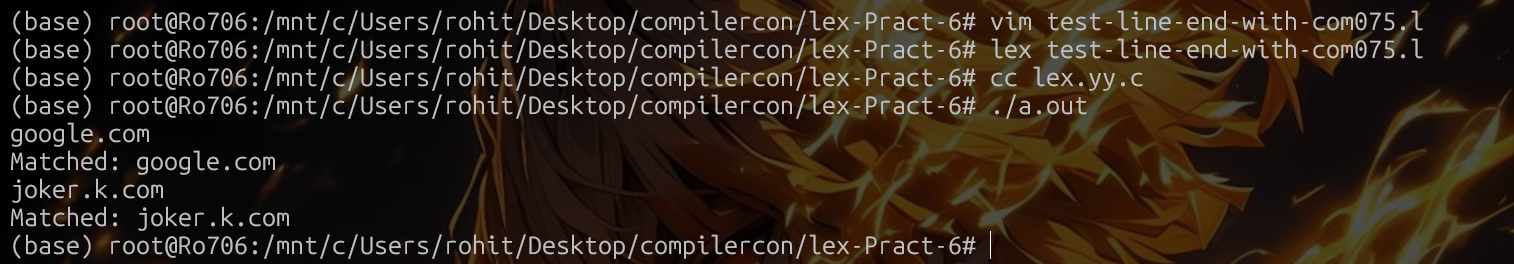 (base) root@Ro706:/mnt/c/Users/rohit/Desktop/compilercon/lex-Pract-6# vim test-line-end-with-com075.l
(base) root@Ro706:/mnt/c/Users/rohit/Desktop/compilercon/lex-Pract-6# lex test-line-end-with-com075.l
(base) root@Ro706:/mnt/c/Users/rohit/Desktop/compilercon/lex-Pract-6# cc lex.yy.c
(base) root@Ro706:/mnt/c/Users/rohit/Desktop/compilercon/lex-Pract-6# ./a.out
google.com
Matched: google.com
joker.k.com
Matched: joker.k.com
(base) root@Ro706:/mnt/c/Users/rohit/Desktop/compilercon/lex-Pract-6#